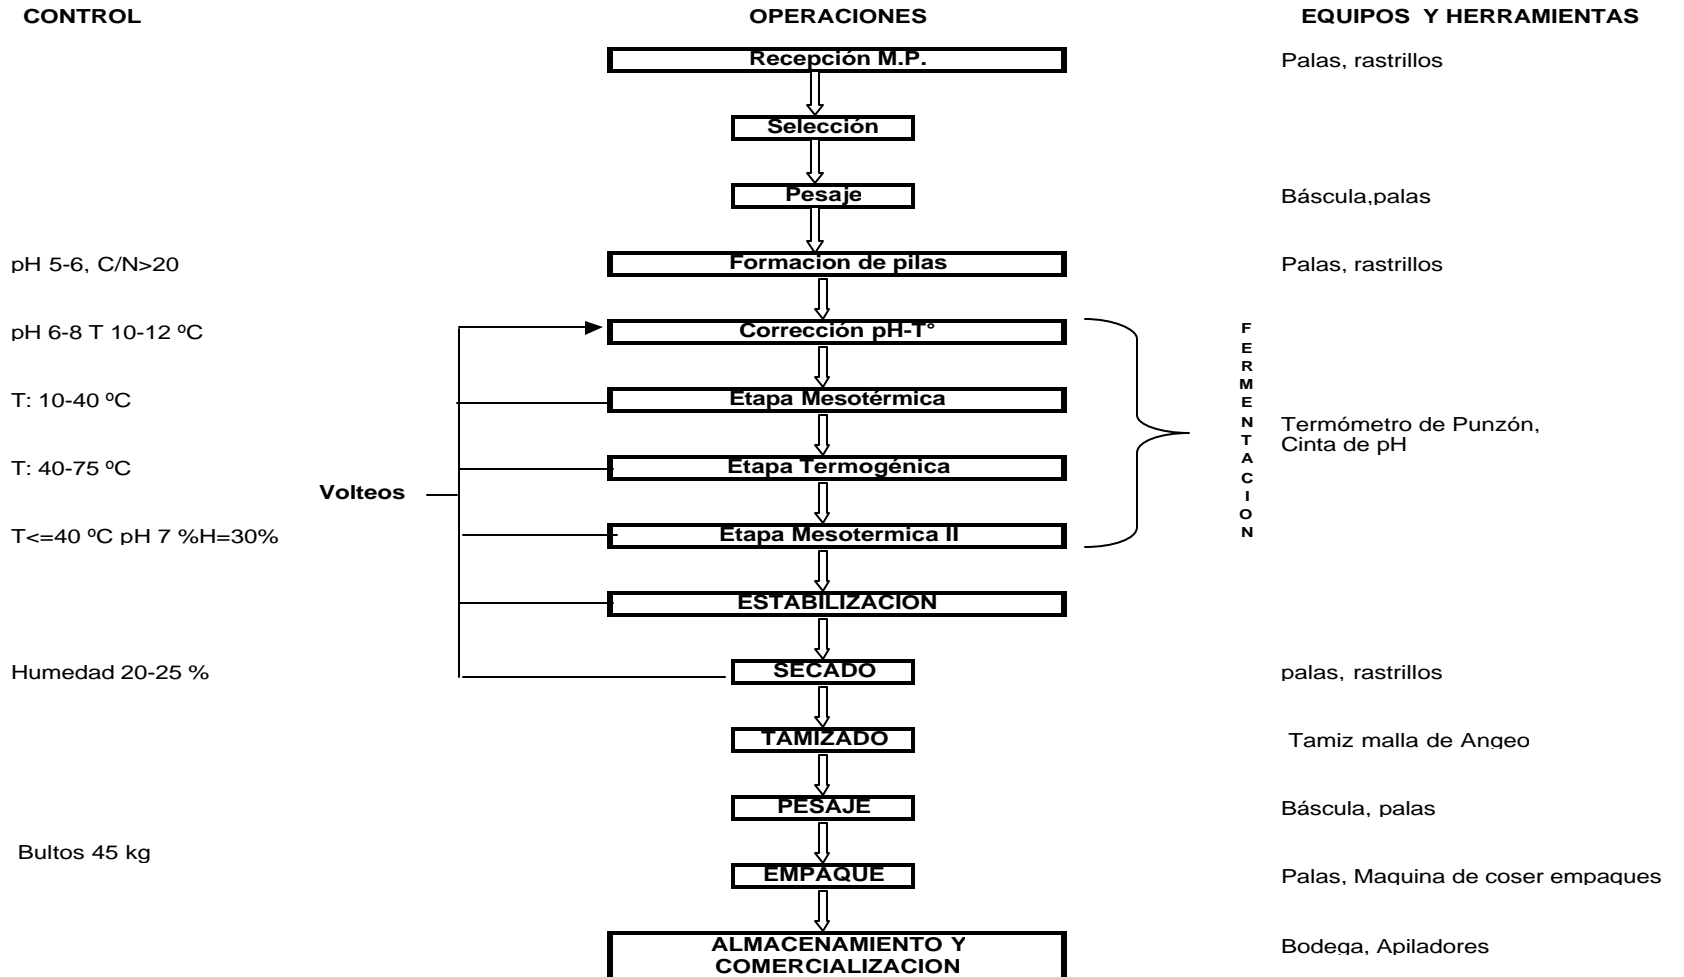 CONTROL OPERACIONES EQUIPOS Y HERRAMIENTAS
Recepción M.P. Palas, rastrillos
Selección
Pesaje Báscula,palas
pH 5-6, C/N>20 Formacion de pilas Palas, rastrillos
pH 6-8 T 10-12 ºC Corrección pH-T°
T: 10-40 ºC Etapa Mesotérmica
FERMENTACION
Termómetro de Punzón,
Cinta de pH
T: 40-75 ºC Etapa Termogénica
Volteos
T<=40 ºC pH 7 %H=30% Etapa Mesotermica II
ESTABILIZACION
Humedad 20-25 % SECADO palas, rastrillos
TAMIZADO Tamiz malla de Angeo
PESAJE Báscula, palas
Bultos 45 kg
EMPAQUE Palas, Maquina de coser empaques
ALMACENAMIENTO Y
COMERCIALIZACION
Bodega, Apiladores